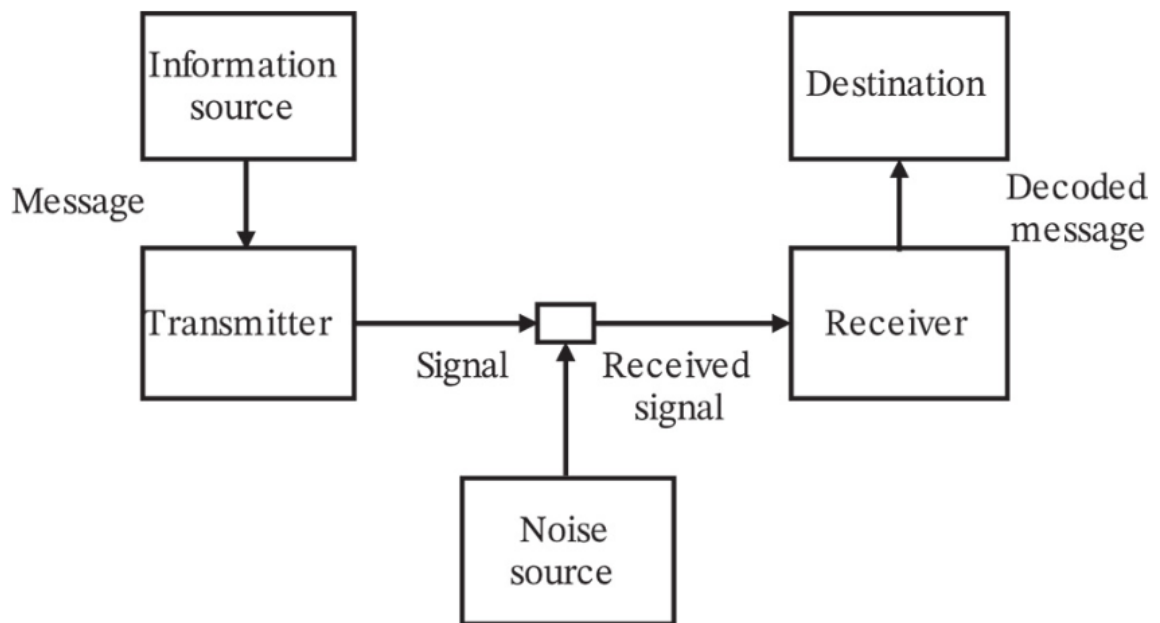 Information
source
Destination
Message
Decoded
message
Transmitter
Receiver
Signal
Received
signal
Noise
source